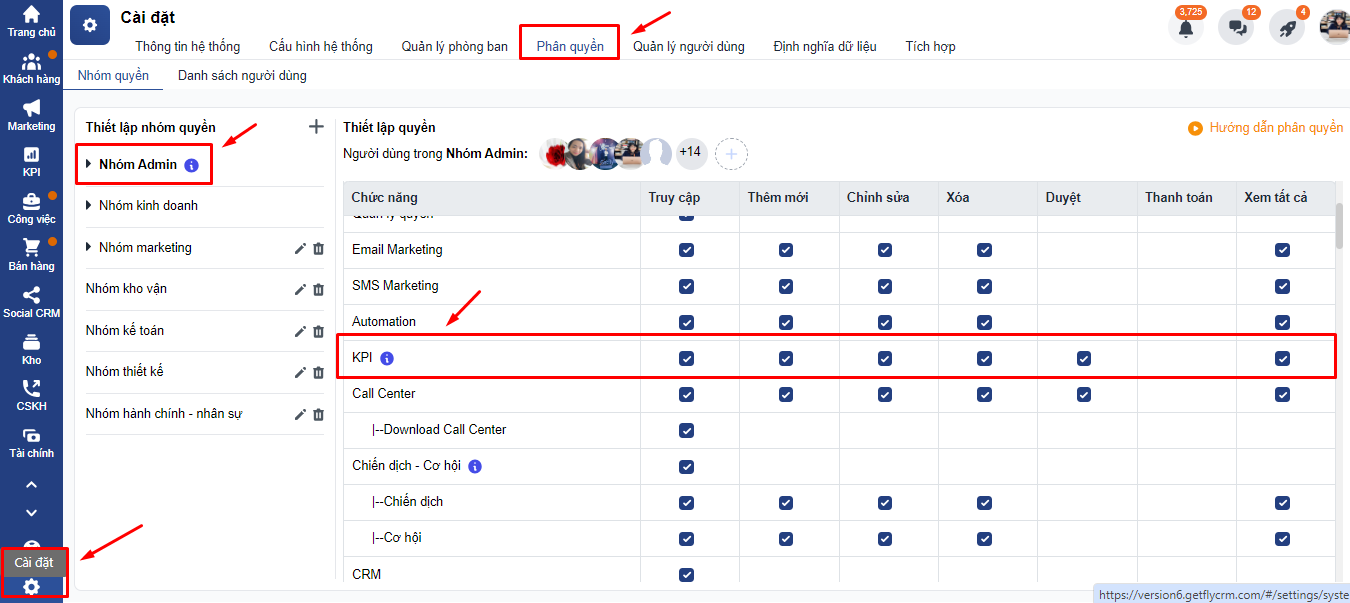 Trang chủ
Khách hàng
Marketing
KPI
Công việc
Bán hàng
Social CRM
Kho
CSKH
Tài chính
Cài đặt
Cài đặt
3,725
12
4
Thông tin hệ thống
Cấu hình hệ thống
Quản lý phòng ban
Phân quyền
Quản lý người dùng
Định nghĩa dữ liệu
Tích hợp
Nhóm quyền
Danh sách người dùng
Thiết lập nhóm quyền
Nhóm Admin
Nhóm kinh doanh
Nhóm marketing
Nhóm kho vận
Nhóm kế toán
Nhóm thiết kế
Nhóm hành chính - nhân sự
Thiết lập quyền
Hướng dẫn phân quyền
Người dùng trong Nhóm Admin:
+14
Chức năng Truy cập Thêm mới Chỉnh sửa Xóa Duyệt Thanh toán Xem tất cả
Quản lý quyền
Email Marketing
SMS Marketing
Automation
KPI
Call Center
|--Download Call Center
Chiến dịch - Cơ hội
|--Chiến dịch
|--Cơ hội
CRM
https://version6.getflycrm.com/#/settings/syste